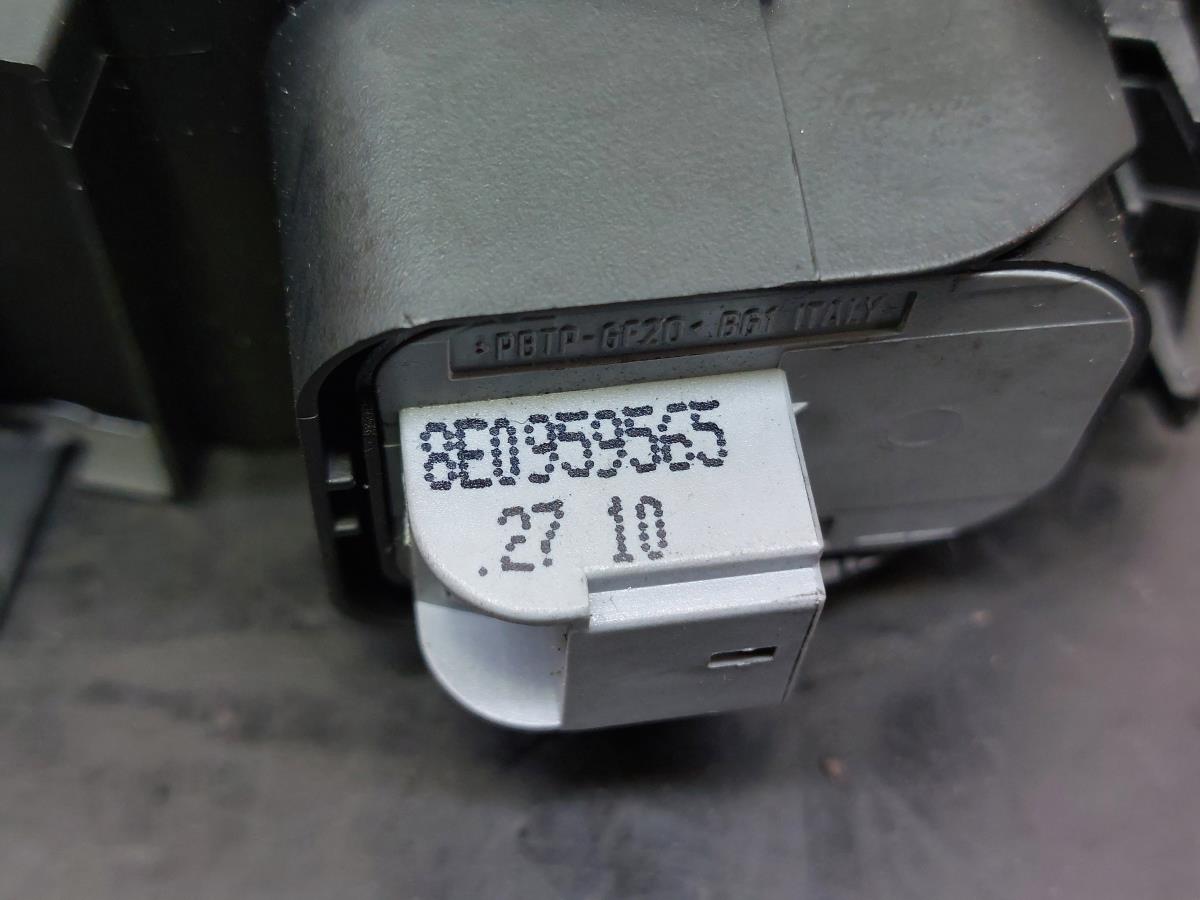 ·PBTP-GF20· BG1 ITALY-
8E0959565
.27 10